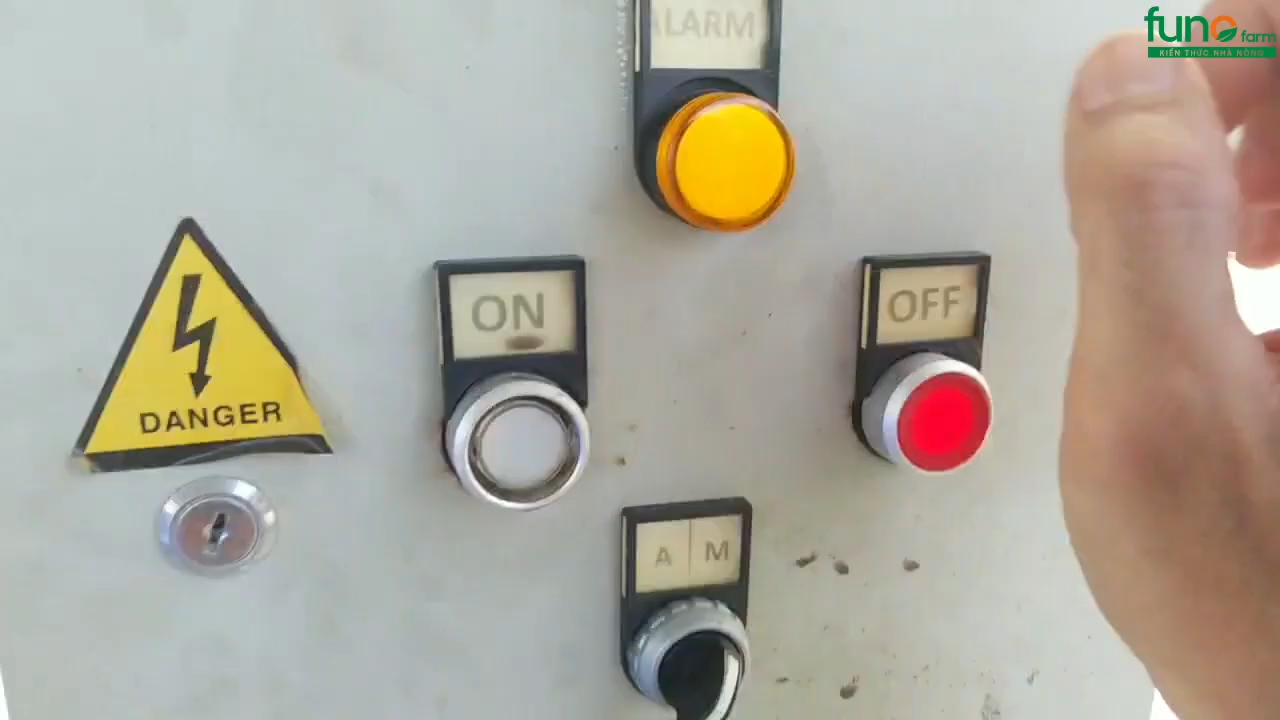 ALARM
funo farm
KIẾN THỨC NHÀ NÔNG
ON
OFF
DANGER
A M